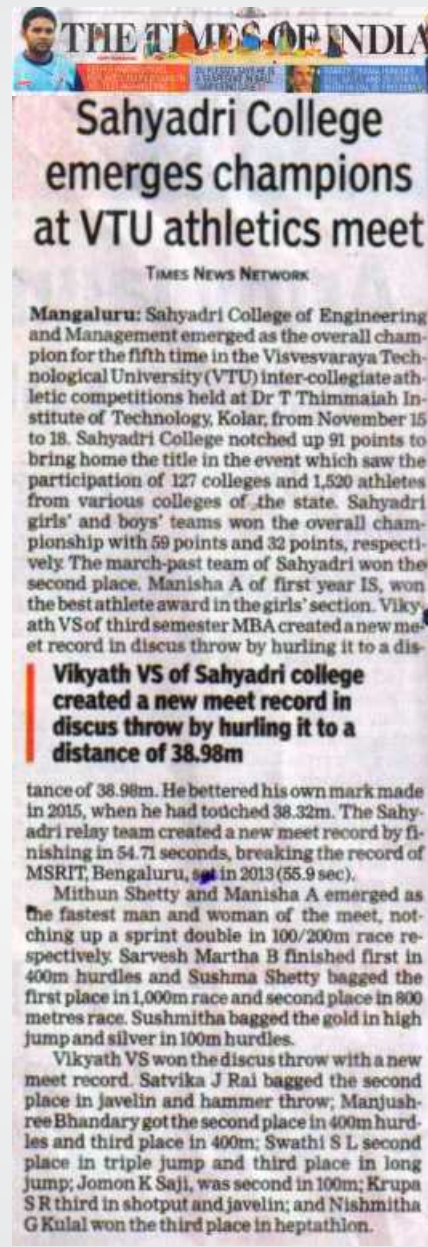 THE TIMES OF INDIA
Sahyadri College
emerges champions
at VTU athletics meet
TIMES NEWS NETWORK
Mangaluru: Sahyadri College of Engineering
and Management emerged as the overall cham-
pion for the fifth time in the Visvesvaraya Tech-
nological University (VTU) inter-collegiate ath-
letic competitions held at Dr T Thimmaiah In-
stitute of Technology, Kolar, from November 15
to 18. Sahyadri College notched up 91 points to
bring home the title in the event which saw the
participation of 127 colleges and 1,520 athletes
from various colleges of the state. Sahyadri
girls' and boys' teams won the overall cham-
pionship with 59 points and 32 points, respecti-
vely. The march-past team of Sahyadri won the
second place. Manisha A of first year IS, won
the best athlete award in the girls' section. Viky
ath VS of third semester MBA created a new me-
et record in discus throw by hurling it to a dis-
Vikyath VS of Sahyadri college
created a new meet record in
discus throw by hurling it to a
distance of 38.98m
tance of 38.98m. He bettered his own mark made
in 2015, when he had touched 38.32m. The Sahy-
adri relay team created a new meet record by fi-
nishing in 54.71 seconds, breaking the record of
MSRIT, Bengaluru, set in 2013 (55.9 sec).
Mithun Shetty and Manisha A emerged as
the fastest man and woman of the meet, not-
ching up a sprint double in 100/200m race re-
spectively. Sarvesh Martha B finished first in
400m hurdles and Sushma Shetty bagged the
first place in 1,000m race and second place in 800
metres race. Sushmitha bagged the gold in high
jump and silver in 100m hurdles.
Vikyath VS won the discus throw with a new
meet record. Satvika J Rai bagged the second
place in javelin and hammer throw; Manjush-
ree Bhandary got the second place in 400m hurd-
les and third place in 400m; Swathi S L second
place in triple jump and third place in long
jump; Jomon K Saji, was second in 100m; Krupa
S R third in shotput and javelin; and Nishmitha
G Kulal won the third place in heptathlon.